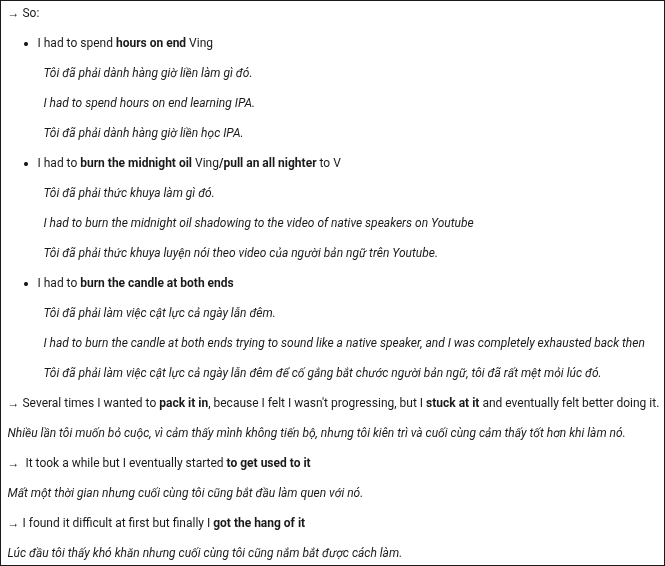 → So:
• I had to spend hours on end Ving
Tôi đã phải dành hàng giờ liền làm gì đó.
I had to spend hours on end learning IPA.
Tôi đã phải dành hàng giờ liền học IPA.
• I had to burn the midnight oil Ving/pull an all nighter to V
Tôi đã phải thức khuya làm gì đó.
I had to burn the midnight oil shadowing to the video of native speakers on Youtube
Tôi đã phải thức khuya luyện nói theo video của người bản ngữ trên Youtube.
• I had to burn the candle at both ends
Tôi đã phải làm việc cật lực cả ngày lẫn đêm.
I had to burn the candle at both ends trying to sound like a native speaker, and I was completely exhausted back then
Tôi đã phải làm việc cật lực cả ngày lẫn đêm để cố gắng bắt chước người bản ngữ, tôi đã rất mệt mỏi lúc đó.
→ Several times I wanted to pack it in, because I felt I wasn't progressing, but I stuck at it and eventually felt better doing it.
Nhiều lần tôi muốn bỏ cuộc, vì cảm thấy mình không tiến bộ, nhưng tôi kiên trì và cuối cùng cảm thấy tốt hơn khi làm nó.
→ It took a while but I eventually started to get used to it
Mất một thời gian nhưng cuối cùng tôi cũng bắt đầu làm quen với nó.
→ I found it difficult at first but finally I got the hang of it
Lúc đầu tôi thấy khó khăn nhưng cuối cùng tôi cũng nắm bắt được cách làm.